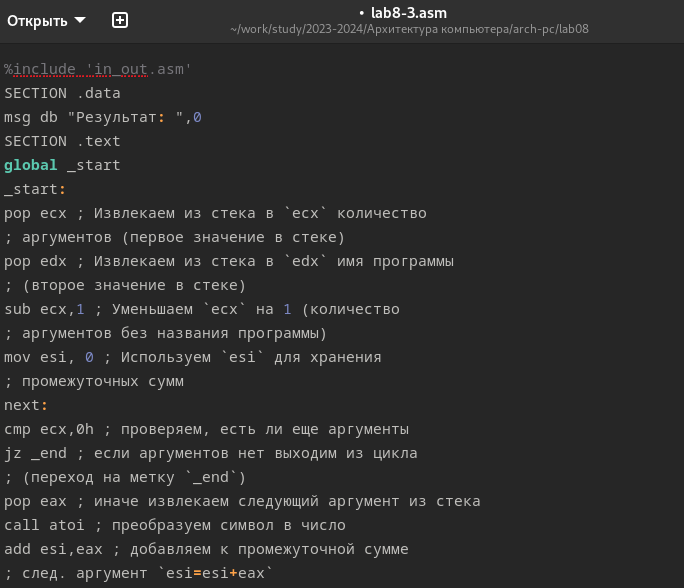 Открыть
• lab8-3.asm
~/work/study/2023-2024/Архитектура компьютера/arch-pc/lab08
%include 'in_out.asm'
SECTION .data
msg db "Результат: ",0
SECTION .text
global _start
_start:
pop ecx ; Извлекаем из стека в `ecx` количество
; аргументов (первое значение в стеке)
pop edx ; Извлекаем из стека в `edx` имя программы
; (второе значение в стеке)
sub ecx,1 ; Уменьшаем `ecx` на 1 (количество
; аргументов без названия программы)
mov esi, 0 ; Используем `esi` для хранения
; промежуточных сумм
next:
cmp ecx,0h ; проверяем, есть ли еще аргументы
jz _end ; если аргументов нет выходим из цикла
; (переход на метку `_end`)
pop eax ; иначе извлекаем следующий аргумент из стека
call atoi ; преобразуем символ в число
add esi,eax ; добавляем к промежуточной сумме
; след. аргумент `esi=esi+eax`